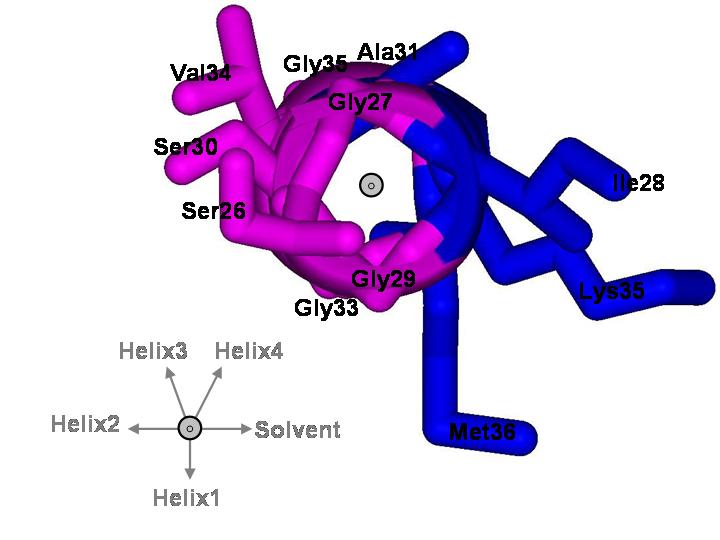 Ala31
Gly35
Val34
Gly27
Ser30
Ile28
Ser26
Gly29
Lys35
Gly33
Helix3 Helix4
Helix2
Solvent
Met36
Helix1